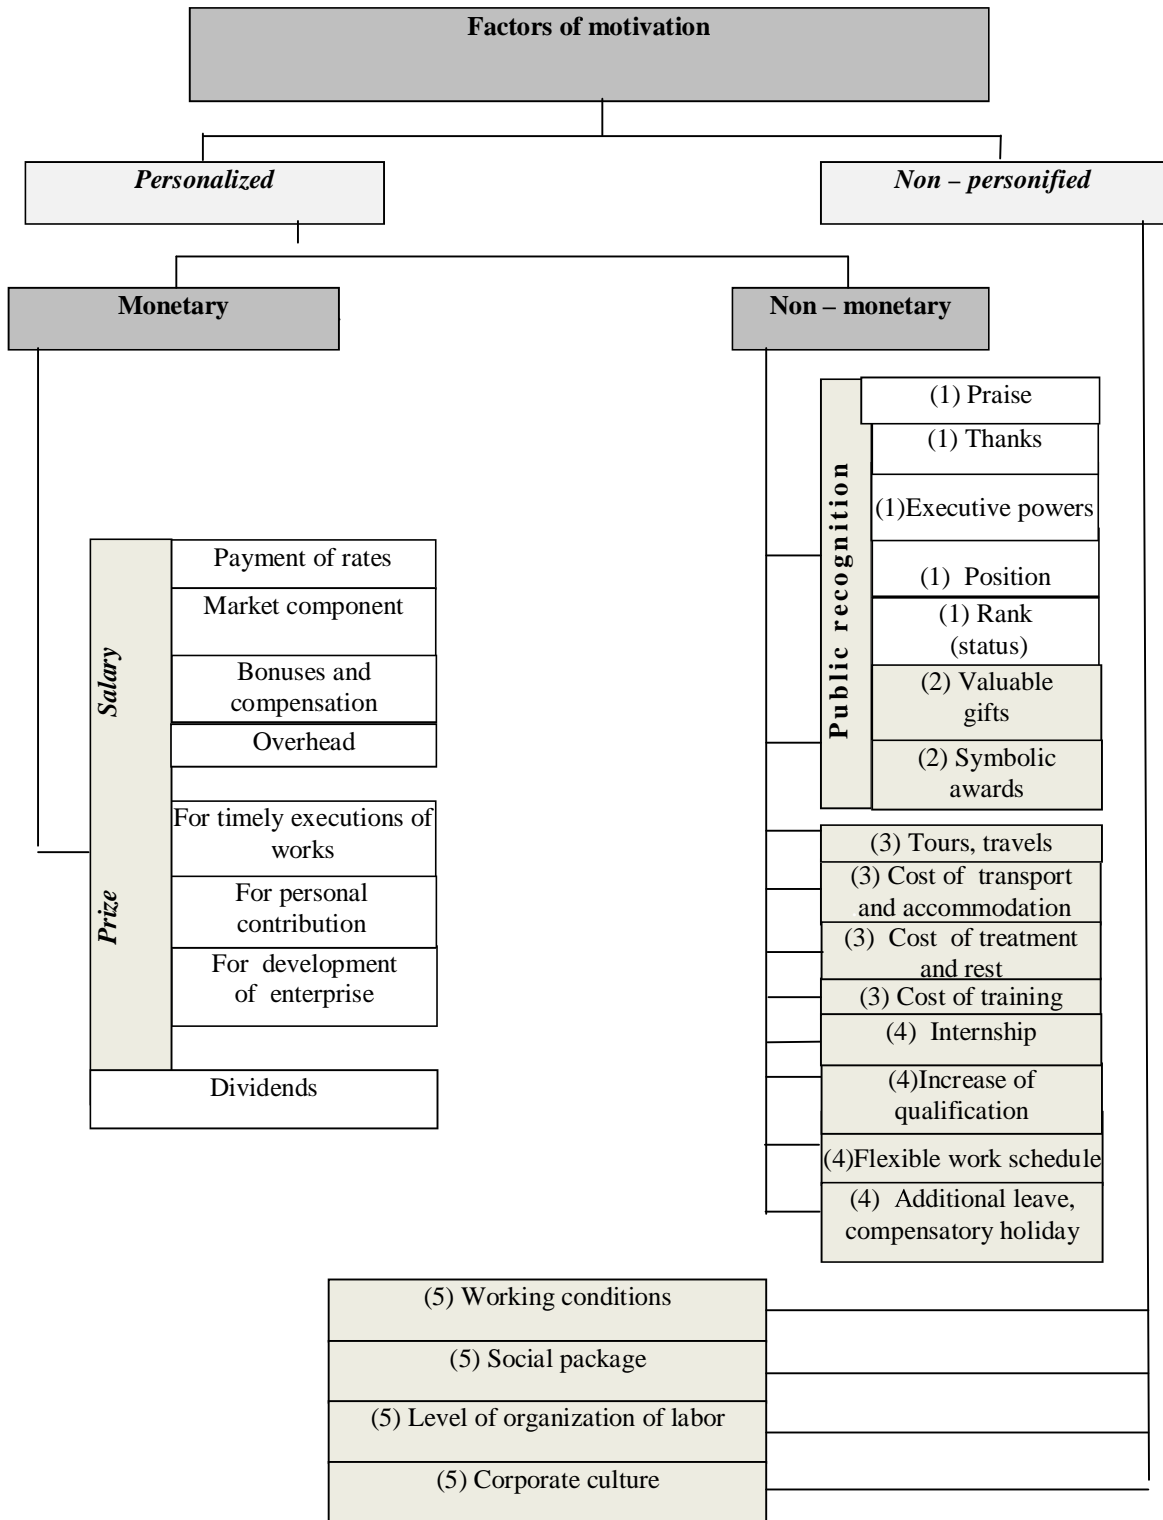 Factors of motivation
Personalized
Non – personified
Monetary
Non – monetary
Salary
Prize
Payment of rates
Market component
Bonuses and
compensation
Overhead
For timely executions of
works
For personal
contribution
For development
of enterprise
Dividends
Public recognition
(1) Praise
(1) Thanks
(1)Executive powers
(1) Position
(1) Rank
(status)
(2) Valuable
gifts
(2) Symbolic
awards
(3) Tours, travels
(3) Cost of transport
and accommodation
(3) Cost of treatment
and rest
(3) Cost of training
(4) Internship
(4)Increase of
qualification
(4)Flexible work schedule
(4) Additional leave,
compensatory holiday
(5) Working conditions
(5) Social package
(5) Level of organization of labor
(5) Corporate culture